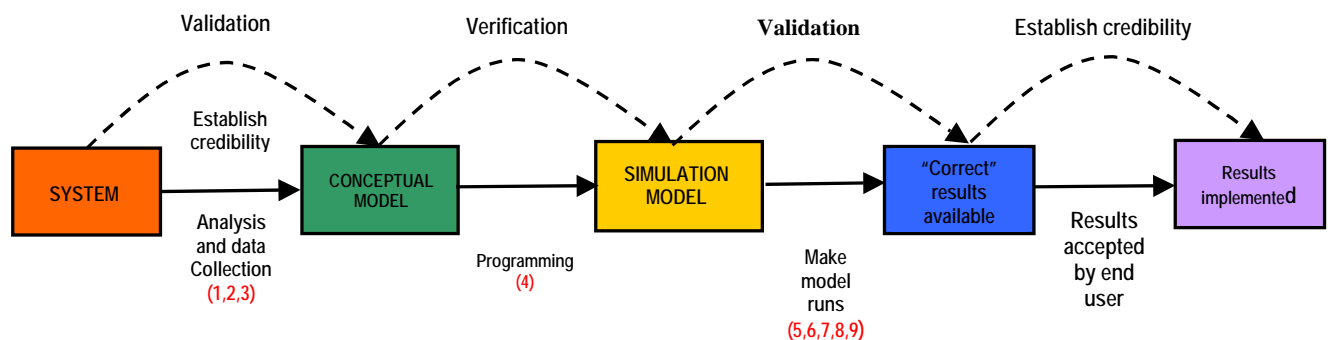 Validation
Verification
Validation
Establish credibility
Establish
credibility
SYSTEM
CONCEPTUAL
MODEL
SIMULATION
MODEL
“Correct”
results
available
Results
implemented
Analysis
and data
Collection
(1,2,3)
Programming
(4)
Make
model
runs
(5,6,7,8,9)
Results
accepted
by end
user